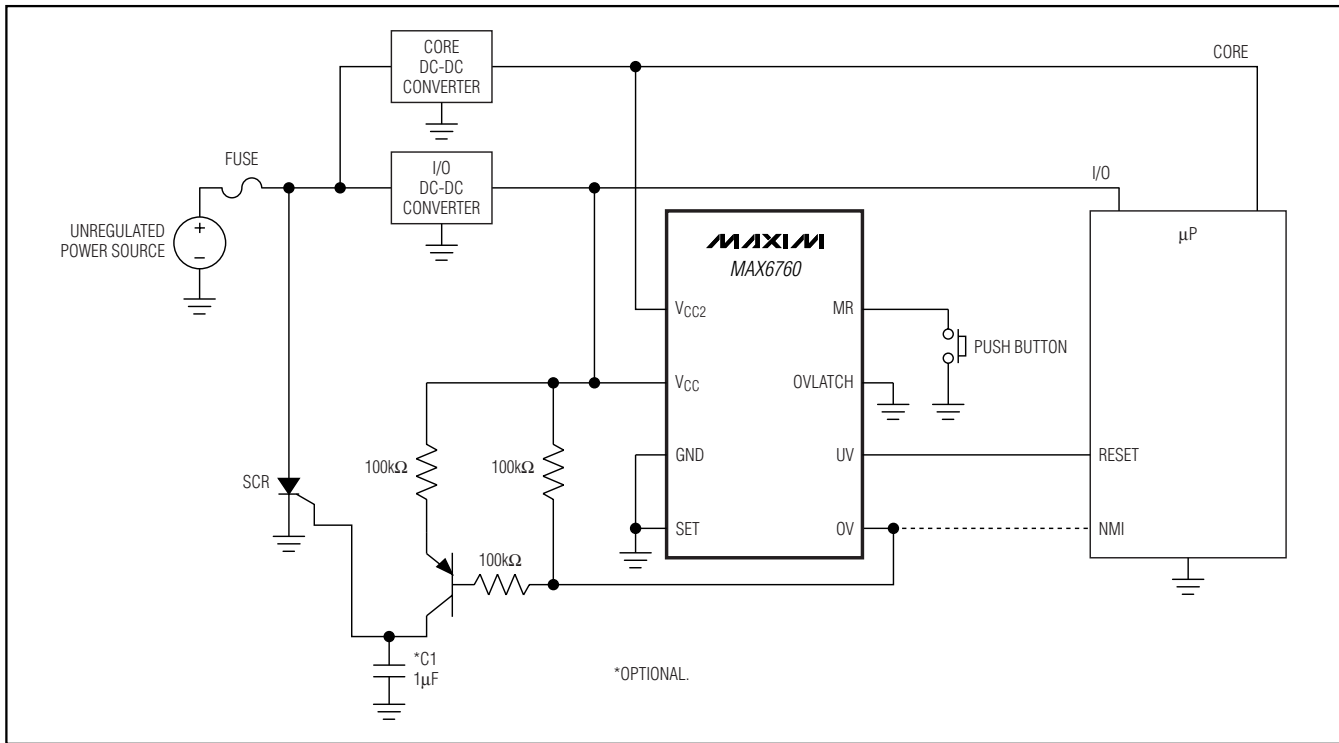 CORE
DC-DC
CONVERTER
CORE
FUSE
I/O
DC-DC
CONVERTER
I/O
+
−
UNREGULATED
POWER SOURCE
MAXIM
MAX6760
µP
VCC2
MR
PUSH BUTTON
VCC
OVLATCH
100kΩ
100kΩ
GND
UV
RESET
SCR
SET
OV
NMI
100kΩ
*C1
1µF
*OPTIONAL.